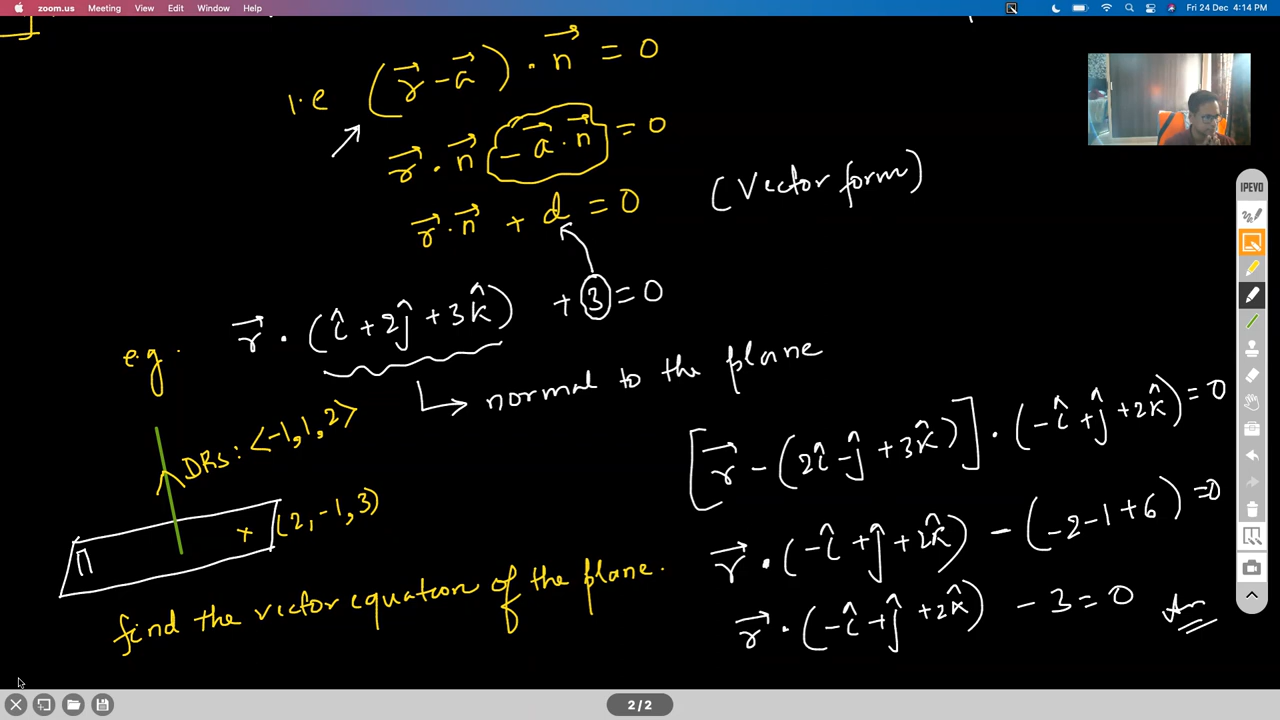 zoom.us Meeting View Edit Window Help Fri 24 Dec 4:14 PM
i.e (r⃗ - a⃗) · n⃗ = 0
r⃗ · n⃗ - a⃗ · n⃗ = 0
r⃗ · n⃗ + d = 0 (Vector form)
e.g. r⃗ · (î + 2ĵ + 3k̂) + 3 = 0
normal to the plane
DRs: <-1, 1, 2>
(2, -1, 3)
π
find the vector equation of the plane.
[r⃗ - (2î - ĵ + 3k̂)] · (-î + ĵ + 2k̂) = 0
r⃗ · (-î + ĵ + 2k̂) - (-2 - 1 + 6) = 0
r⃗ · (-î + ĵ + 2k̂) - 3 = 0 Ans
IPEVO
2/2